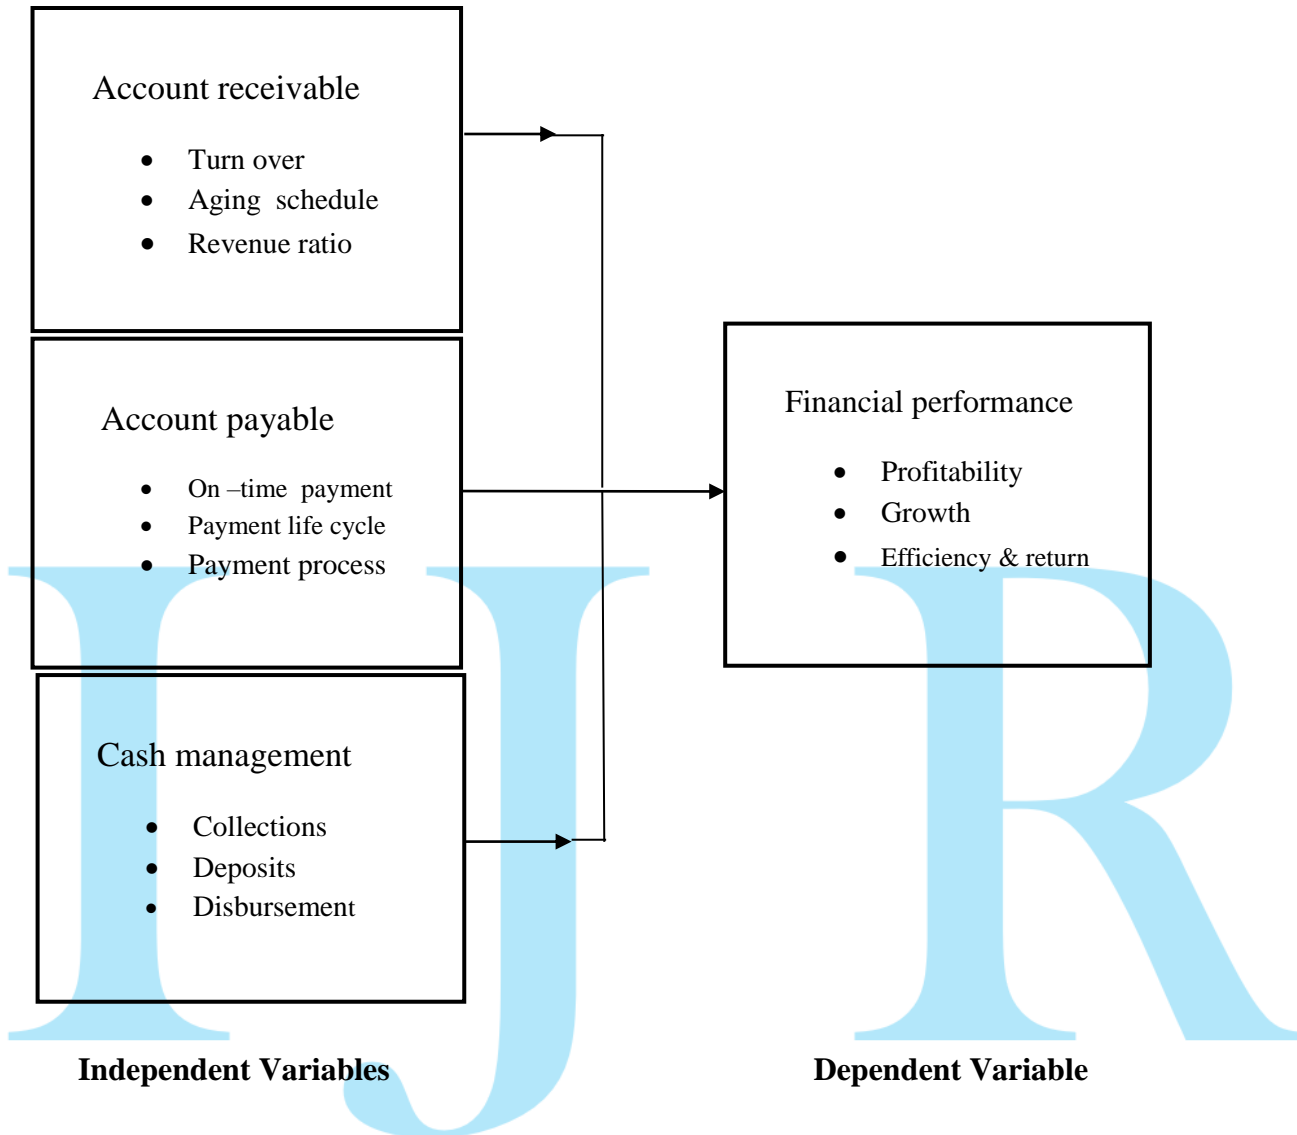 Account receivable
• Turn over
• Aging schedule
• Revenue ratio
Account payable
• On –time payment
• Payment life cycle
• Payment process
Cash management
• Collections
• Deposits
• Disbursement
Financial performance
• Profitability
• Growth
• Efficiency & return
Independent Variables
Dependent Variable
IJR